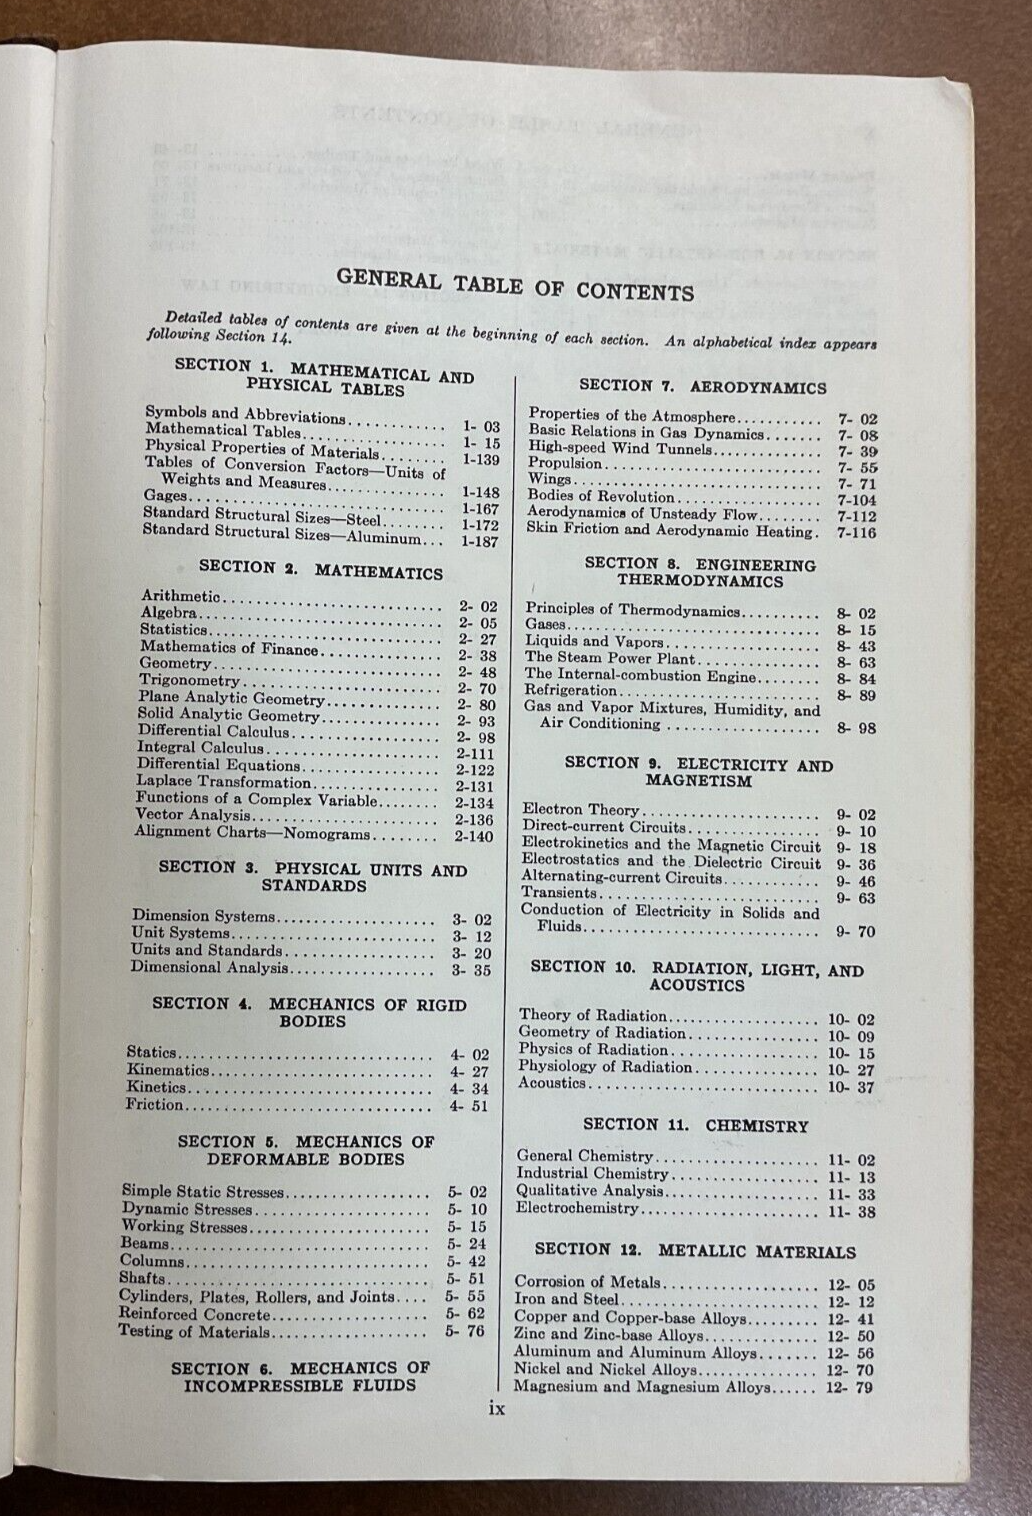 GENERAL TABLE OF CONTENTS
Detailed tables of contents are given at the beginning of each section. An alphabetical index appears
following Section 14.
SECTION 1. MATHEMATICAL AND
PHYSICAL TABLES
Symbols and Abbreviations........... 1- 03
Mathematical Tables................. 1- 15
Physical Properties of Materials........ 1-139
Tables of Conversion Factors—Units of
Weights and Measures............... 1-148
Gages.............................. 1-167
Standard Structural Sizes—Steel........ 1-172
Standard Structural Sizes—Aluminum... 1-187
SECTION 2. MATHEMATICS
Arithmetic........................... 2- 02
Algebra............................. 2- 05
Statistics............................ 2- 27
Mathematics of Finance.............. 2- 38
Geometry........................... 2- 48
Trigonometry........................ 2- 70
Plane Analytic Geometry............. 2- 80
Solid Analytic Geometry.............. 2- 93
Differential Calculus................. 2- 98
Integral Calculus.................... 2-111
Differential Equations................ 2-122
Laplace Transformation............... 2-131
Functions of a Complex Variable........ 2-134
Vector Analysis...................... 2-136
Alignment Charts—Nomograms........ 2-140
SECTION 3. PHYSICAL UNITS AND
STANDARDS
Dimension Systems................... 3- 02
Unit Systems........................ 3- 12
Units and Standards.................. 3- 20
Dimensional Analysis................. 3- 35
SECTION 4. MECHANICS OF RIGID
BODIES
Statics............................... 4- 02
Kinematics........................... 4- 27
Kinetics............................. 4- 34
Friction.............................. 4- 51
SECTION 5. MECHANICS OF
DEFORMABLE BODIES
Simple Static Stresses................. 5- 02
Dynamic Stresses..................... 5- 10
Working Stresses..................... 5- 15
Beams............................... 5- 24
Columns............................. 5- 42
Shafts............................... 5- 51
Cylinders, Plates, Rollers, and Joints.... 5- 55
Reinforced Concrete................... 5- 62
Testing of Materials................... 5- 76
SECTION 6. MECHANICS OF
INCOMPRESSIBLE FLUIDS
SECTION 7. AERODYNAMICS
Properties of the Atmosphere........... 7- 02
Basic Relations in Gas Dynamics....... 7- 08
High-speed Wind Tunnels............. 7- 39
Propulsion........................... 7- 55
Wings............................... 7- 71
Bodies of Revolution.................. 7-104
Aerodynamics of Unsteady Flow........ 7-112
Skin Friction and Aerodynamic Heating. 7-116
SECTION 8. ENGINEERING
THERMODYNAMICS
Principles of Thermodynamics.......... 8- 02
Gases............................... 8- 15
Liquids and Vapors................... 8- 43
The Steam Power Plant............... 8- 63
The Internal-combustion Engine........ 8- 84
Refrigeration......................... 8- 89
Gas and Vapor Mixtures, Humidity, and
Air Conditioning ................... 8- 98
SECTION 9. ELECTRICITY AND
MAGNETISM
Electron Theory...................... 9- 02
Direct-current Circuits................ 9- 10
Electrokinetics and the Magnetic Circuit 9- 18
Electrostatics and the Dielectric Circuit 9- 36
Alternating-current Circuits............ 9- 46
Transients........................... 9- 63
Conduction of Electricity in Solids and
Fluids............................. 9- 70
SECTION 10. RADIATION, LIGHT, AND
ACOUSTICS
Theory of Radiation................... 10- 02
Geometry of Radiation................ 10- 09
Physics of Radiation.................. 10- 15
Physiology of Radiation............... 10- 27
Acoustics............................ 10- 37
SECTION 11. CHEMISTRY
General Chemistry.................... 11- 02
Industrial Chemistry.................. 11- 13
Qualitative Analysis................... 11- 33
Electrochemistry...................... 11- 38
SECTION 12. METALLIC MATERIALS
Corrosion of Metals................... 12- 05
Iron and Steel........................ 12- 12
Copper and Copper-base Alloys......... 12- 41
Zinc and Zinc-base Alloys.............. 12- 50
Aluminum and Aluminum Alloys....... 12- 56
Nickel and Nickel Alloys............... 12- 70
Magnesium and Magnesium Alloys...... 12- 79
ix